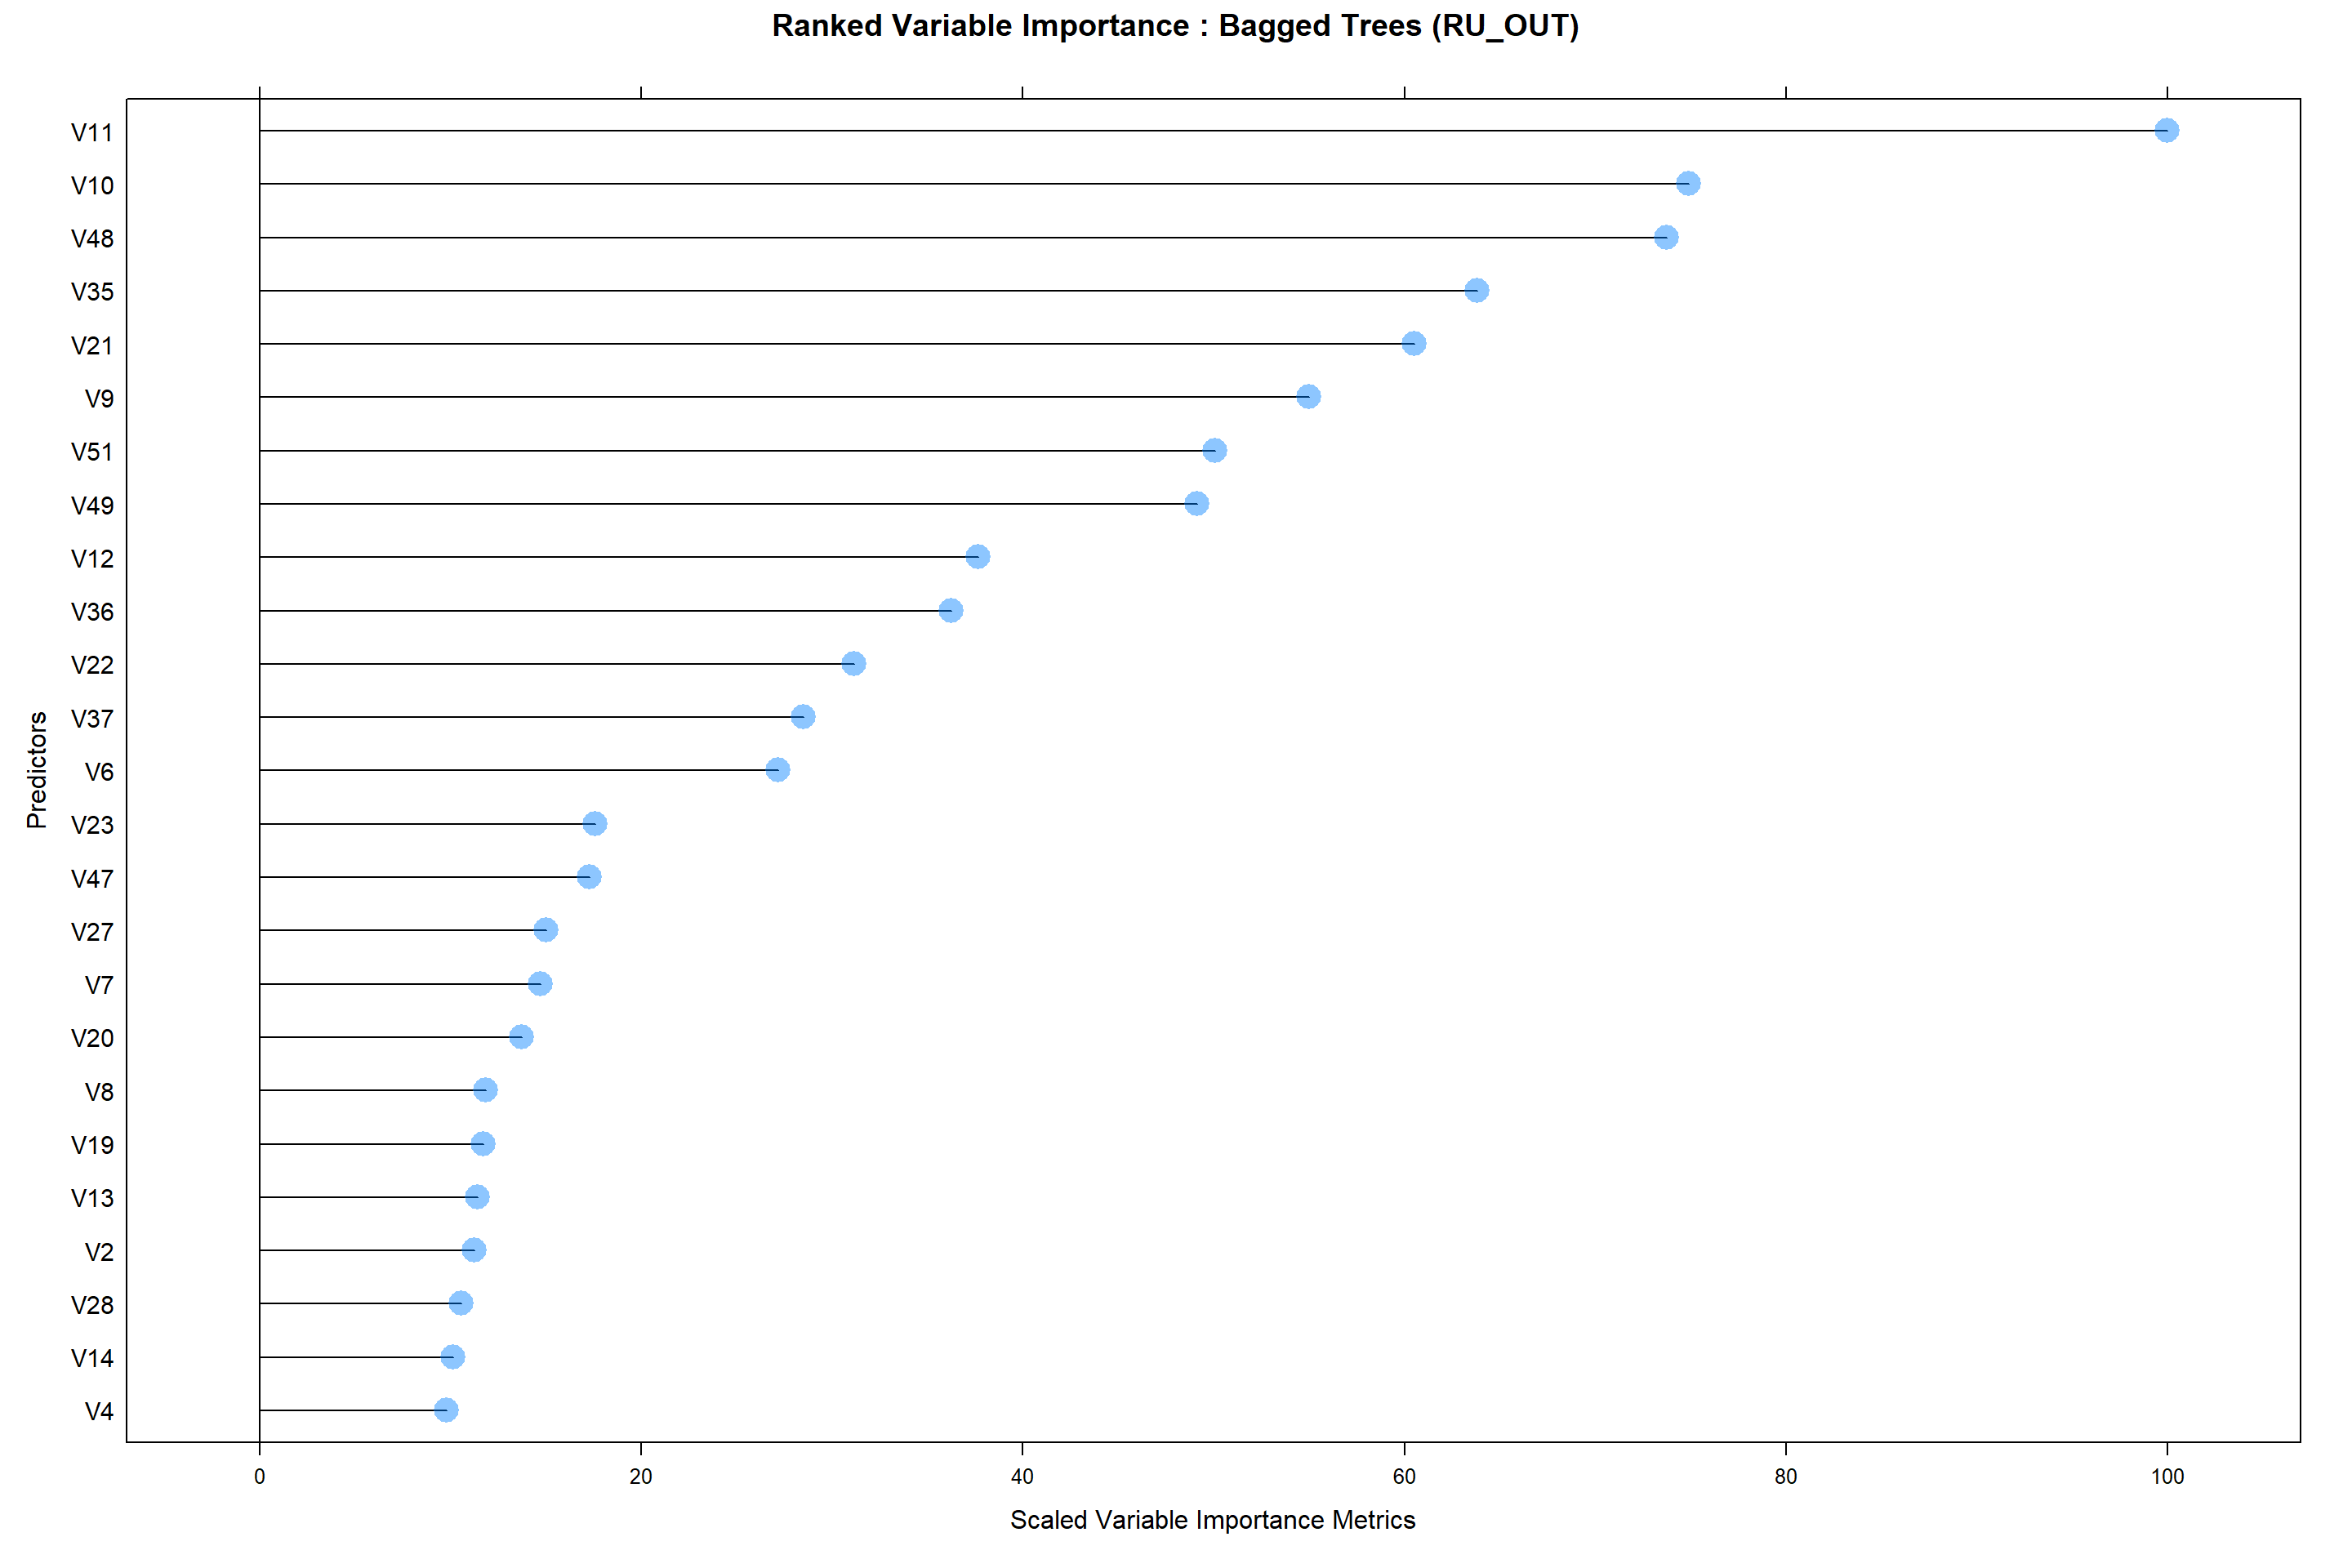 Ranked Variable Importance : Bagged Trees (RU_OUT)
V11
V10
V48
V35
V21
V9
V51
V49
V12
V36
V22
V37
V6
V23
V47
V27
V7
V20
V8
V19
V13
V2
V28
V14
V4
Predictors
0 20 40 60 80 100
Scaled Variable Importance Metrics